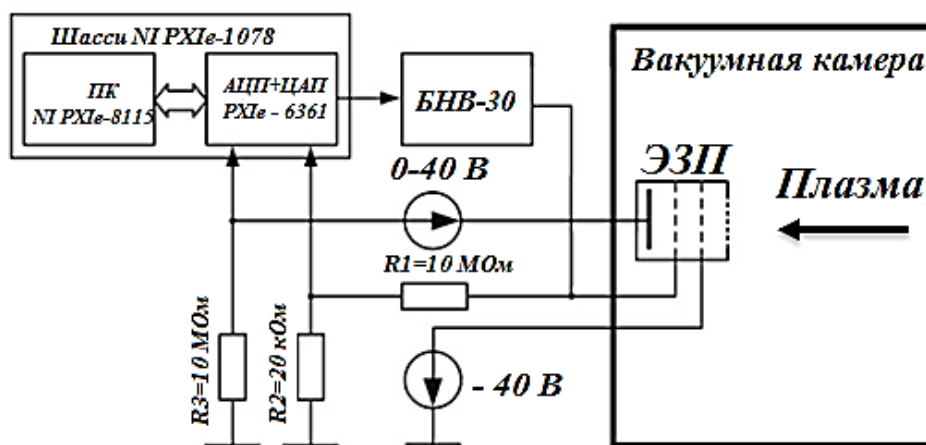 Шасси NI PXIe-1078
ПК
NI PXIe-8115
АЦП+ЦАП
PXIe - 6361
БНВ-30
Вакуумная камера
ЭЗП
Плазма
0-40 В
R1=10 МОм
R3=10 МОм
R2=20 кОм
- 40 В